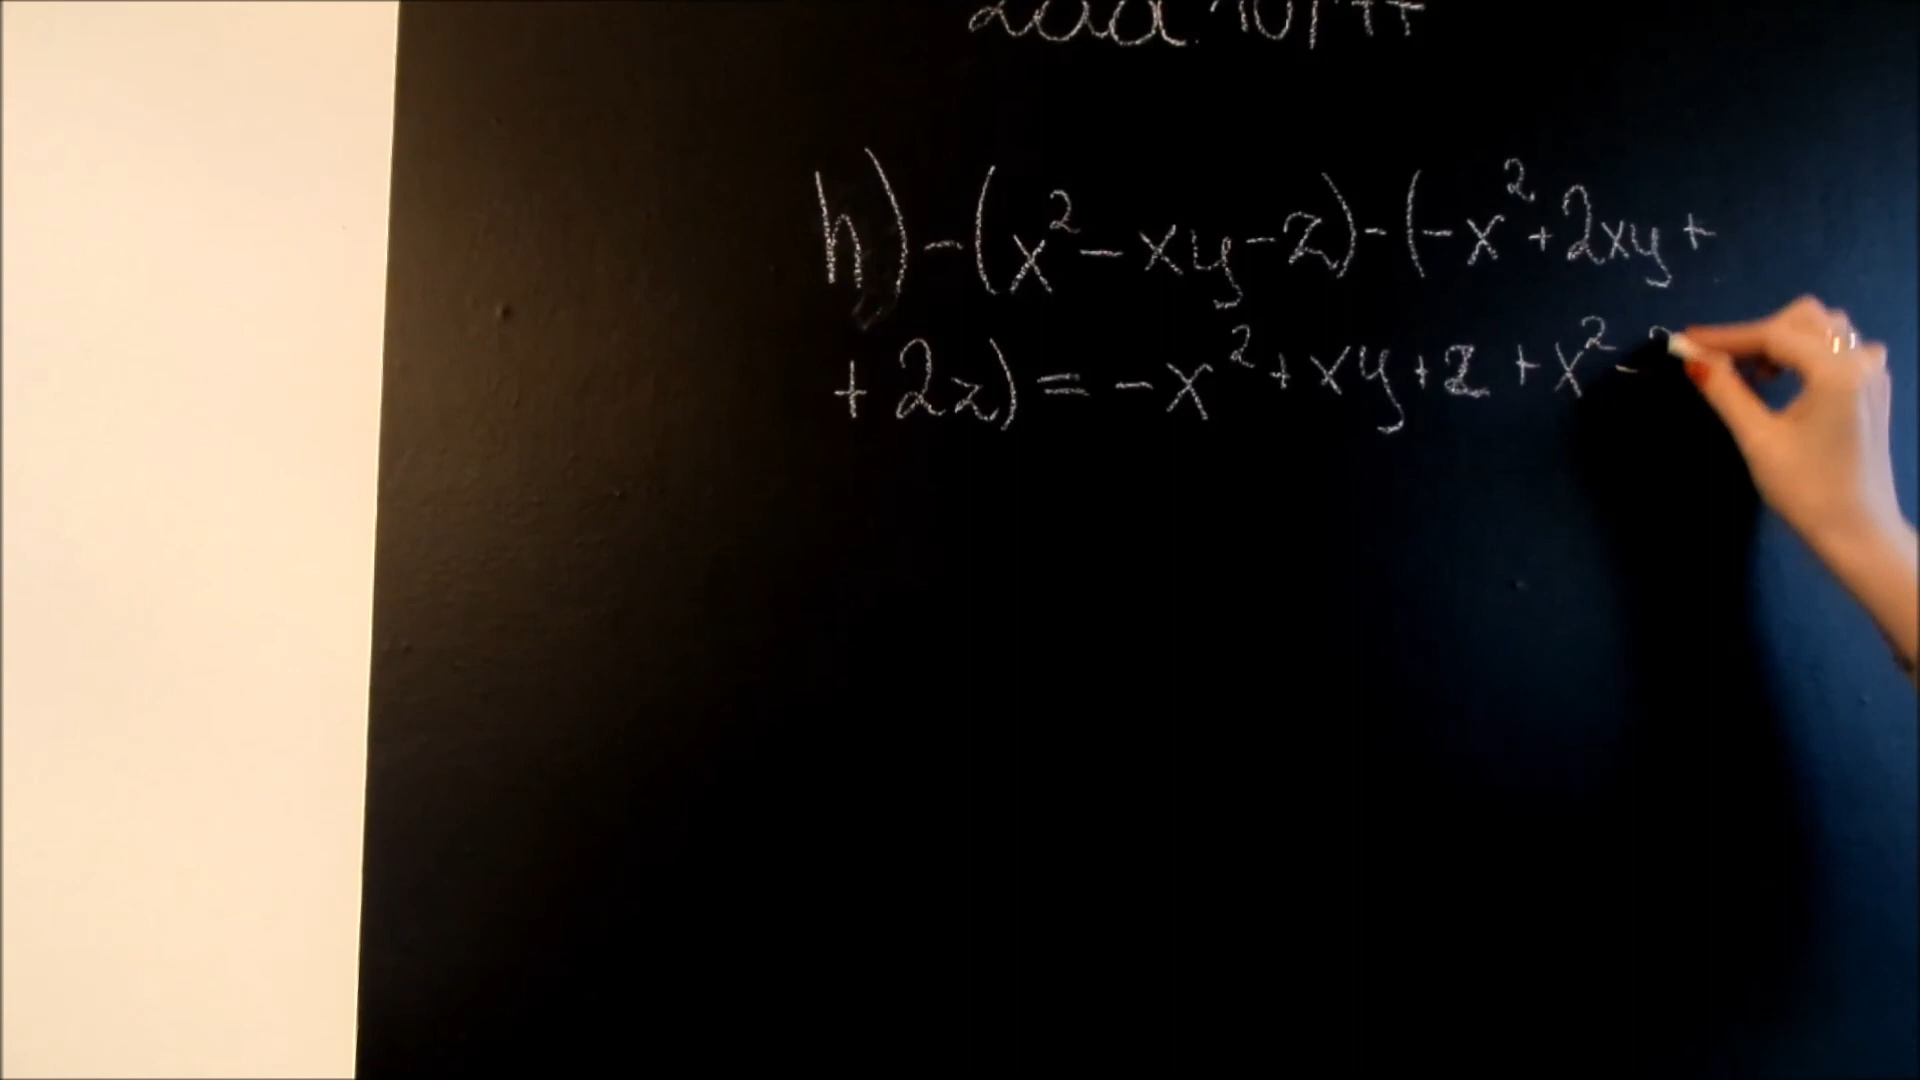 h) -(x² - xy - z) - (-x² + 2xy +
+ 2z) = -x² + xy + z + x² -